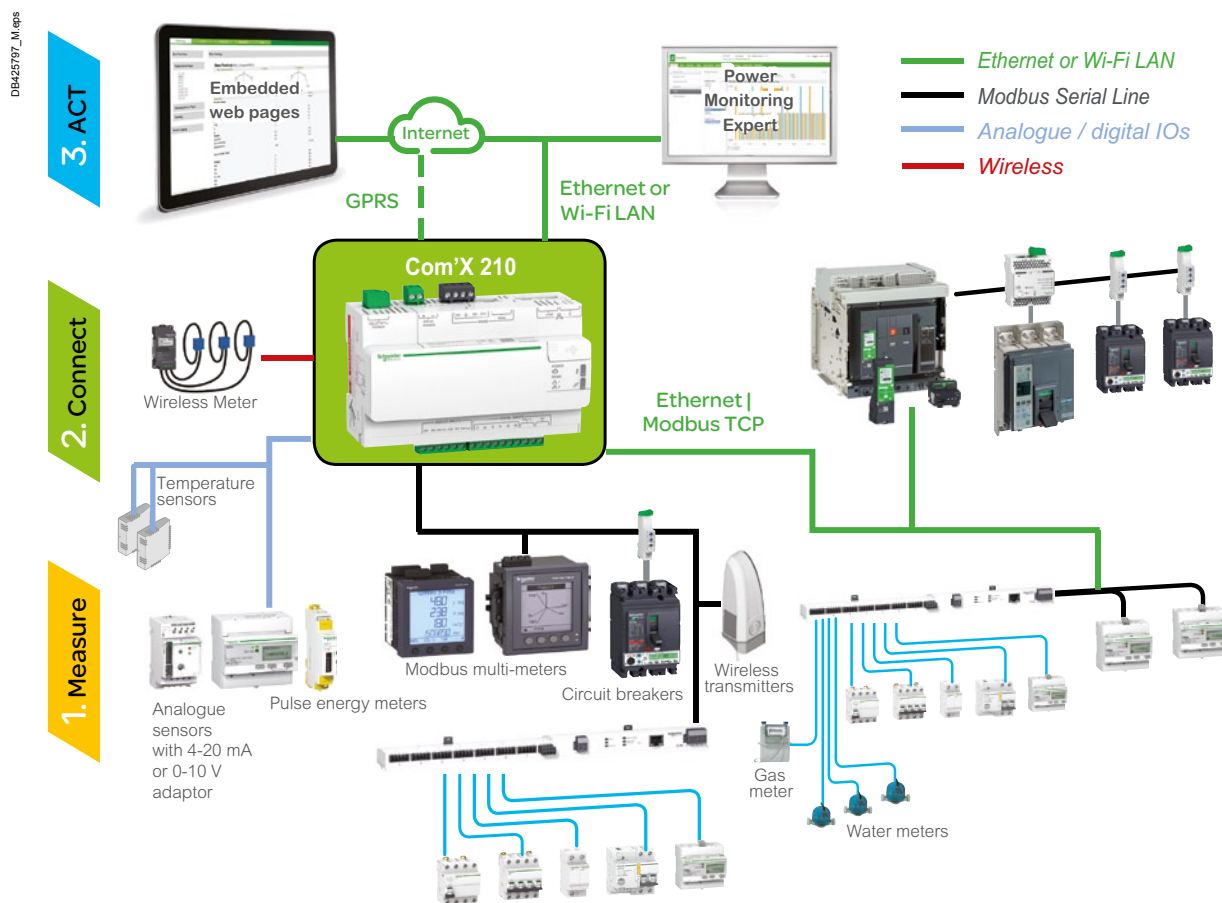 DB425797_M.eps
3. ACT
Embedded
web pages
Internet
Power
Monitoring
Expert
Ethernet or Wi-Fi LAN
Modbus Serial Line
Analogue / digital IOs
Wireless
GPRS
Ethernet or
Wi-Fi LAN
2. Connect
Com'X 210
Schneider
Wireless Meter
Ethernet |
Modbus TCP
Temperature
sensors
1. Measure
Modbus multi-meters
Circuit breakers
Wireless
transmitters
Pulse energy meters
Analogue
sensors
with 4-20 mA
or 0-10 V
adaptor
Gas
meter
Water meters